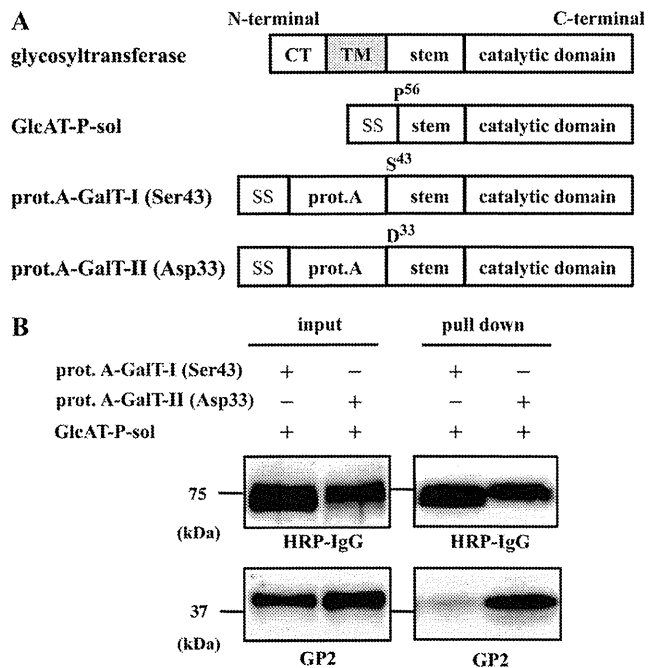 A
N-terminal C-terminal
glycosyltransferase CT TM stem catalytic domain
P56
GlcAT-P-sol SS stem catalytic domain
S43
prot.A-GalT-I (Ser43) SS prot.A stem catalytic domain
D33
prot.A-GalT-II (Asp33) SS prot.A stem catalytic domain
B
input pull down
prot. A-GalT-I (Ser43) + − + −
prot. A-GalT-II (Asp33) − + − +
GlcAT-P-sol + + + +
75
(kDa)
HRP-IgG HRP-IgG
37
(kDa)
GP2 GP2